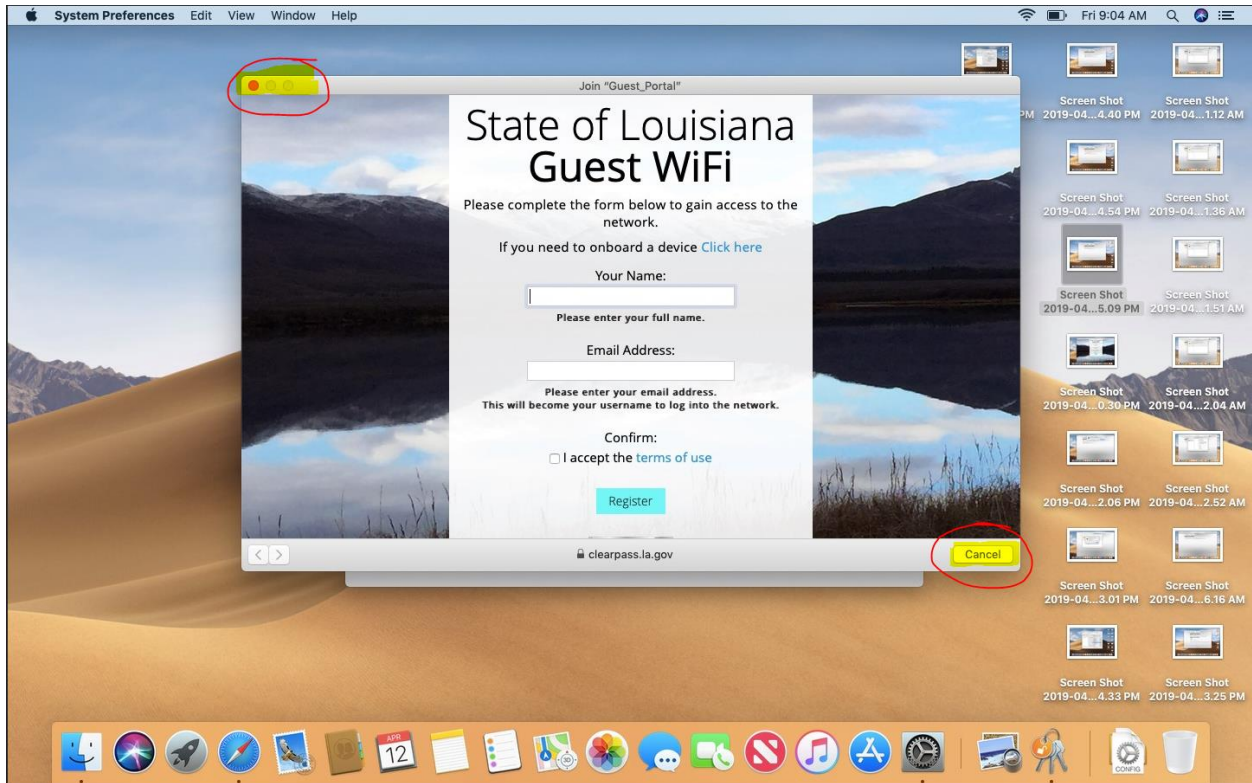 System Preferences Edit View Window Help Fri 9:04 AM
Join "Guest_Portal"
State of Louisiana
Guest WiFi
Please complete the form below to gain access to the
network.
If you need to onboard a device Click here
Your Name:
Please enter your full name.
Email Address:
Please enter your email address.
This will become your username to log into the network.
Confirm:
I accept the terms of use
Register
clearpass.la.gov
Cancel
PM
Screen Shot
2019-04...4.40 PM
Screen Shot
2019-04...1.12 AM
Screen Shot
2019-04...4.54 PM
Screen Shot
2019-04...1.36 AM
Screen Shot
2019-04...5.09 PM
Screen Shot
2019-04...1.51 AM
Screen Shot
2019-04...0.30 PM
Screen Shot
2019-04...2.04 AM
Screen Shot
2019-04...2.06 PM
Screen Shot
2019-04...2.52 AM
Screen Shot
2019-04...3.01 PM
Screen Shot
2019-04...6.16 AM
Screen Shot
2019-04...4.33 PM
Screen Shot
2019-04...3.25 PM
APR
12
3D
CONFIG